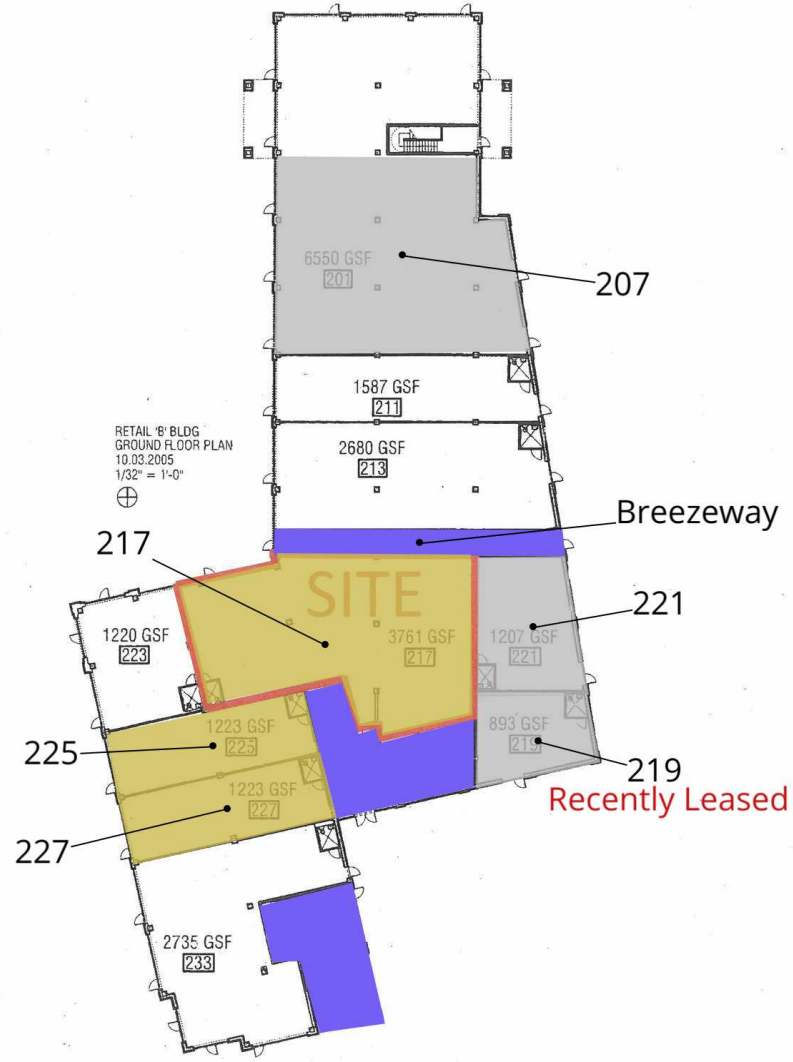 6550 GSF
201
207
1587 GSF
211
RETAIL 'B' BLDG
GROUND FLOOR PLAN
10.03.2005
1/32" = 1'-0"
2680 GSF
213
Breezeway
217
SITE
221
1220 GSF
223
3761 GSF
217
1207 GSF
221
225
1223 GSF
225
893 GSF
219
219
Recently Leased
1223 GSF
227
227
2735 GSF
233